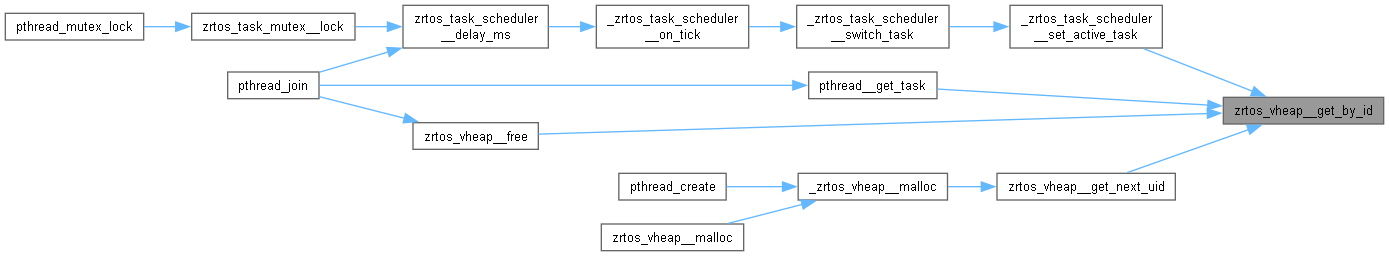 pthread_mutex_lock
zrtos_task_mutex__lock
zrtos_task_scheduler
__delay_ms
_zrtos_task_scheduler
__on_tick
_zrtos_task_scheduler
__switch_task
_zrtos_task_scheduler
__set_active_task
pthread_join
pthread__get_task
zrtos_vheap__get_by_id
zrtos_vheap__free
pthread_create
_zrtos_vheap__malloc
zrtos_vheap__get_next_uid
zrtos_vheap__malloc